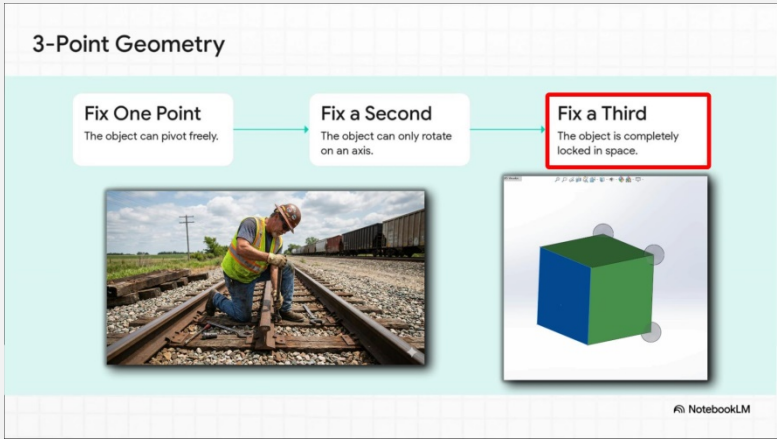 3-Point Geometry
Fix One Point
The object can pivot freely.
Fix a Second
The object can only rotate
on an axis.
Fix a Third
The object is completely
locked in space.
NotebookLM